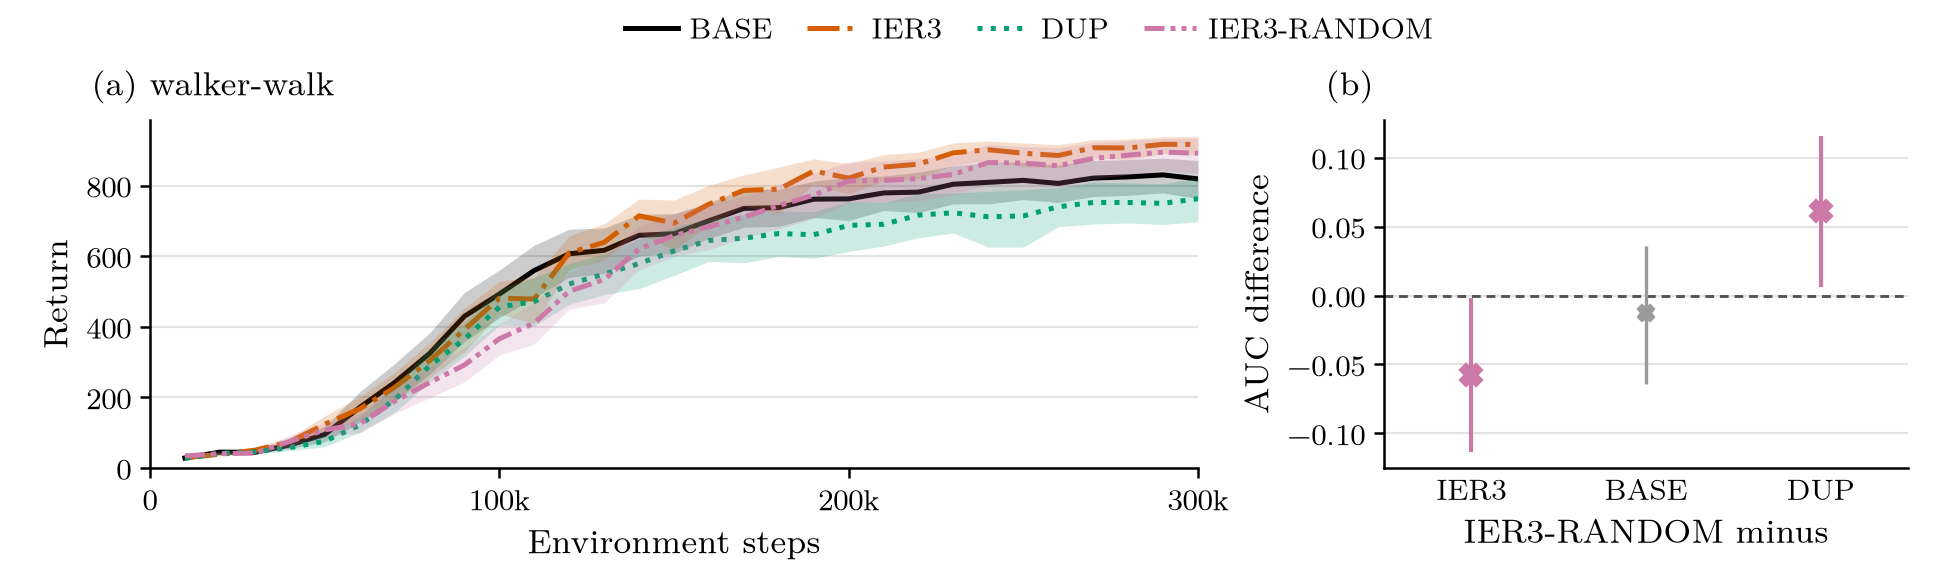 BASE IER3 DUP IER3-RANDOM
(a) walker-walk
Return
800
600
400
200
0
0 100k 200k 300k
Environment steps
(b)
AUC difference
0.10
0.05
0.00
−0.05
−0.10
IER3 BASE DUP
IER3-RANDOM minus